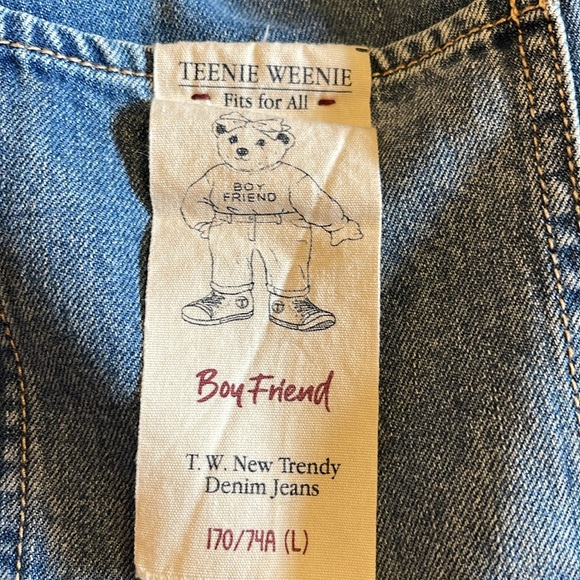 TEENIE WEENIE
Fits for All
BOY
FRIEND
Boy Friend
T. W. New Trendy
Denim Jeans
170/74A (L)